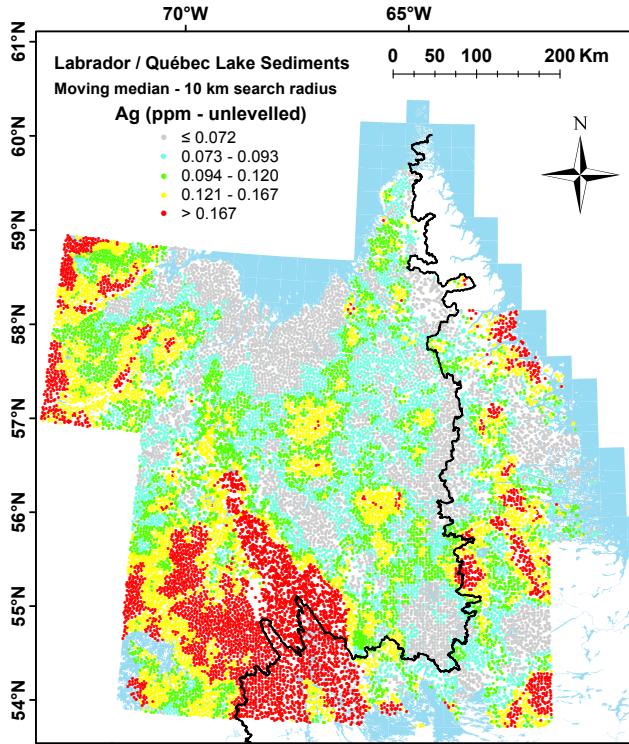 70°W 65°W
61°N
60°N
59°N
58°N
57°N
56°N
55°N
54°N
Labrador / Québec Lake Sediments
Moving median - 10 km search radius
Ag (ppm - unlevelled)
≤ 0.072
0.073 - 0.093
0.094 - 0.120
0.121 - 0.167
> 0.167
0 50 100 200 Km
N